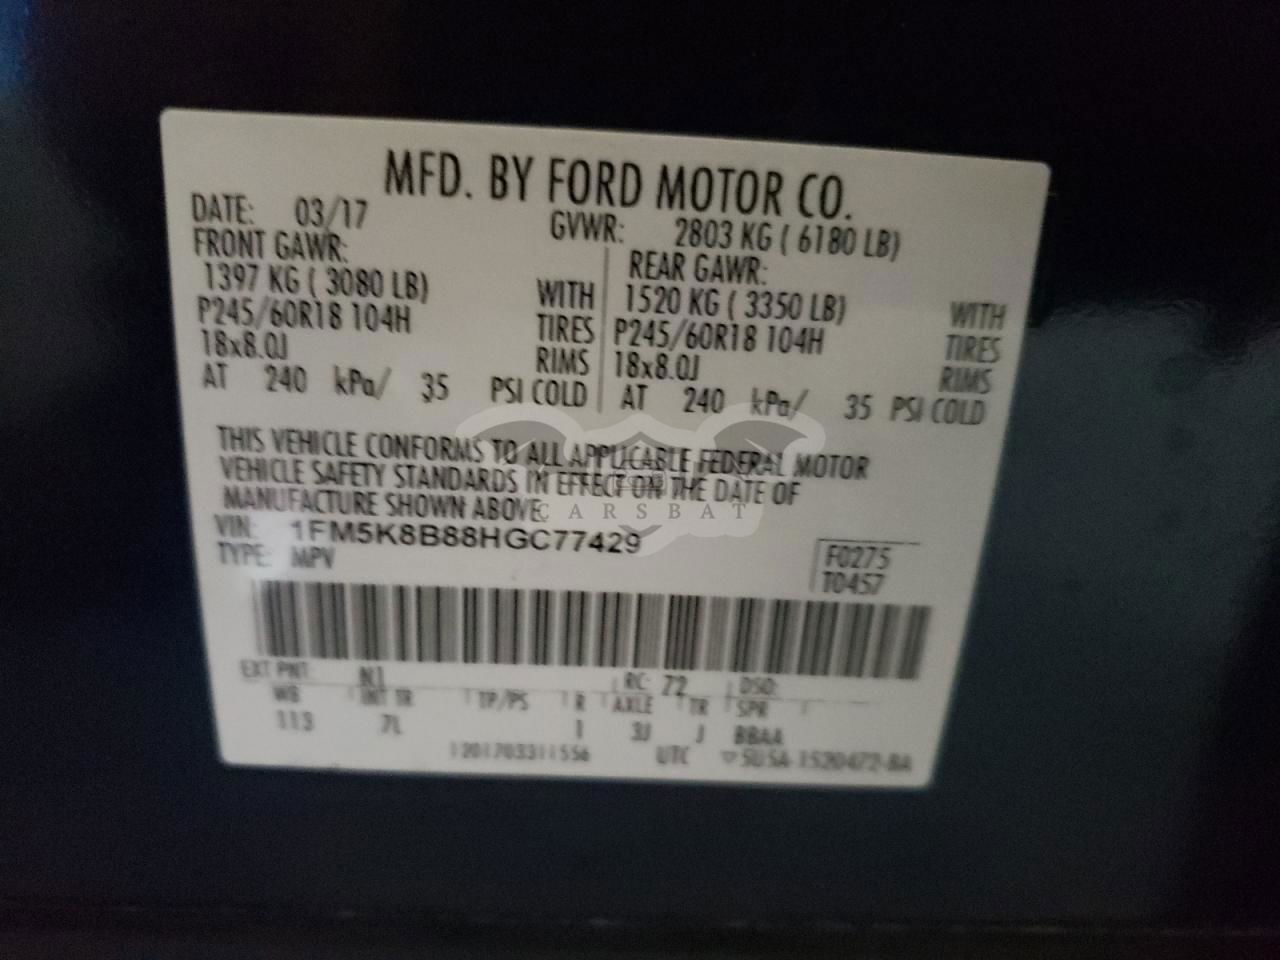 MFD. BY FORD MOTOR CO.
DATE: 03/17 GVWR: 2803 KG ( 6180 LB)
FRONT GAWR: REAR GAWR:
1397 KG ( 3080 LB) WITH 1520 KG ( 3350 LB) WITH
P245/60R18 104H TIRES P245/60R18 104H TIRES
18x8.0J RIMS 18x8.0J RIMS
AT 240 kPa/ 35 PSI COLD AT 240 kPa/ 35 PSI COLD
THIS VEHICLE CONFORMS TO ALL APPLICABLE FEDERAL MOTOR
VEHICLE SAFETY STANDARDS IN EFFECT ON THE DATE OF
MANUFACTURE SHOWN ABOVE:
CARSBAT
VIN: 1FM5K8B88HGC77429
TYPE: MPV
F0275
T0457
EXT PNT: N1 RC: 72 DSO:
WB INT TR TP/PS R AXLE TR SPR
113 7L I 3J J BBAA
1201703311556 UTC ▽5U5A-1520472-BA